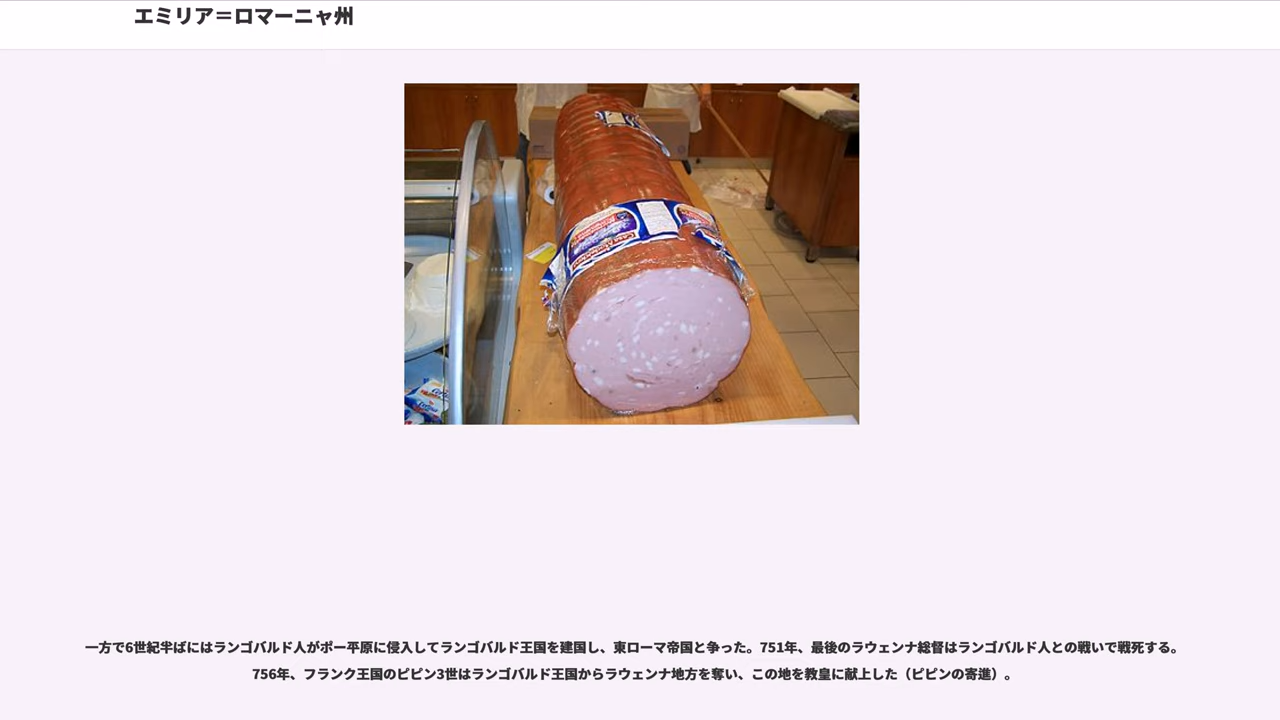 エミリア＝ロマーニャ州
一方で6世紀半ばにはランゴバルド人がポー平原に侵入してランゴバルド王国を建国し、東ローマ帝国と争った。751年、最後のラウェンナ総督はランゴバルド人との戦いで戦死する。
756年、フランク王国のピピン3世はランゴバルド王国からラウェンナ地方を奪い、この地を教皇に献上した（ピピンの寄進）。